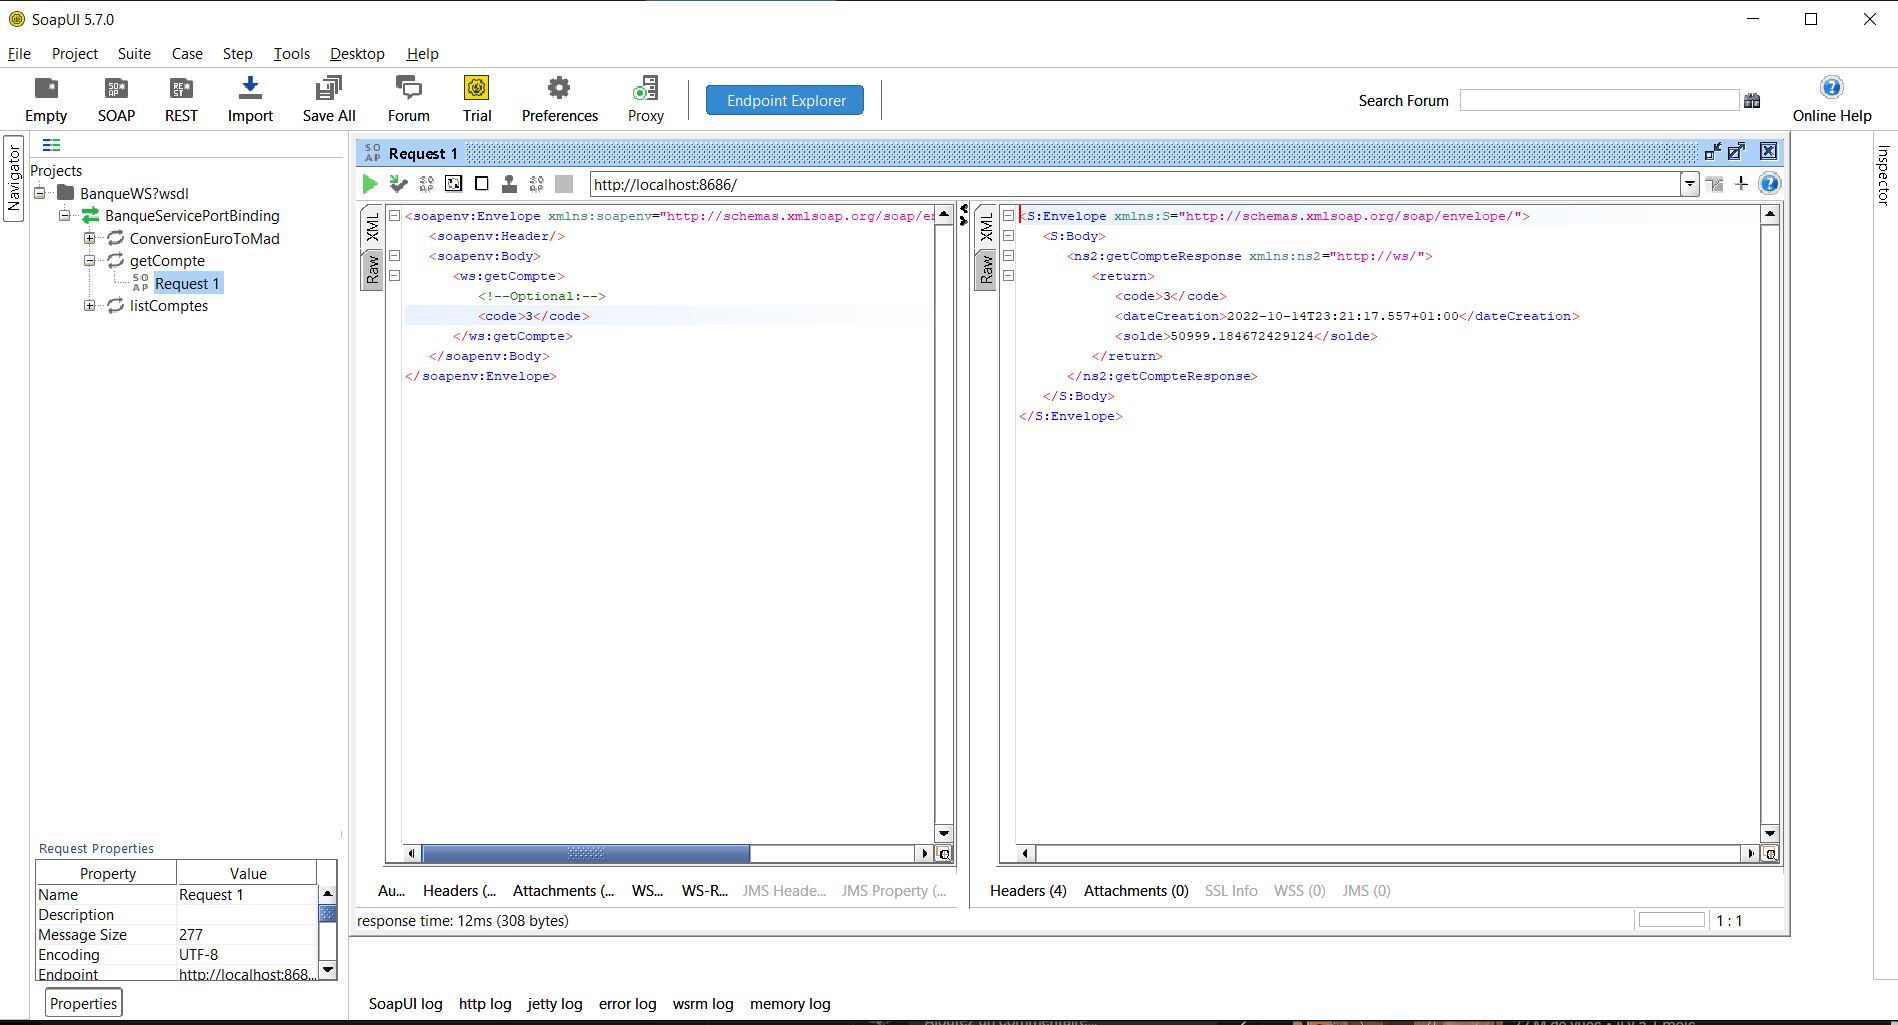 SoapUI 5.7.0
File Project Suite Case Step Tools Desktop Help
Empty SOAP REST Import Save All Forum Trial Preferences Proxy Endpoint Explorer Search Forum Online Help
Navigator
Projects
BanqueWS?wsdl
BanqueServicePortBinding
ConversionEuroToMad
getCompte
SOAP Request 1
listComptes
SOAP Request 1
http://localhost:8686/
XML
Raw
<soapenv:Envelope xmlns:soapenv="http://schemas.xmlsoap.org/soap/en
<soapenv:Header/>
<soapenv:Body>
<ws:getCompte>
<!--Optional:-->
<code>3</code>
</ws:getCompte>
</soapenv:Body>
</soapenv:Envelope>
XML
Raw
<S:Envelope xmlns:S="http://schemas.xmlsoap.org/soap/envelope/">
<S:Body>
<ns2:getCompteResponse xmlns:ns2="http://ws/">
<return>
<code>3</code>
<dateCreation>2022-10-14T23:21:17.557+01:00</dateCreation>
<solde>50999.184672429124</solde>
</return>
</ns2:getCompteResponse>
</S:Body>
</S:Envelope>
Inspector
Request Properties
Property Value
Name Request 1
Description
Message Size 277
Encoding UTF-8
Endpoint http://localhost:868...
Properties
Au... Headers (... Attachments (... WS... WS-R... JMS Heade... JMS Property (...
Headers (4) Attachments (0) SSL Info WSS (0) JMS (0)
response time: 12ms (308 bytes)
1 : 1
SoapUI log http log jetty log error log wsrm log memory log